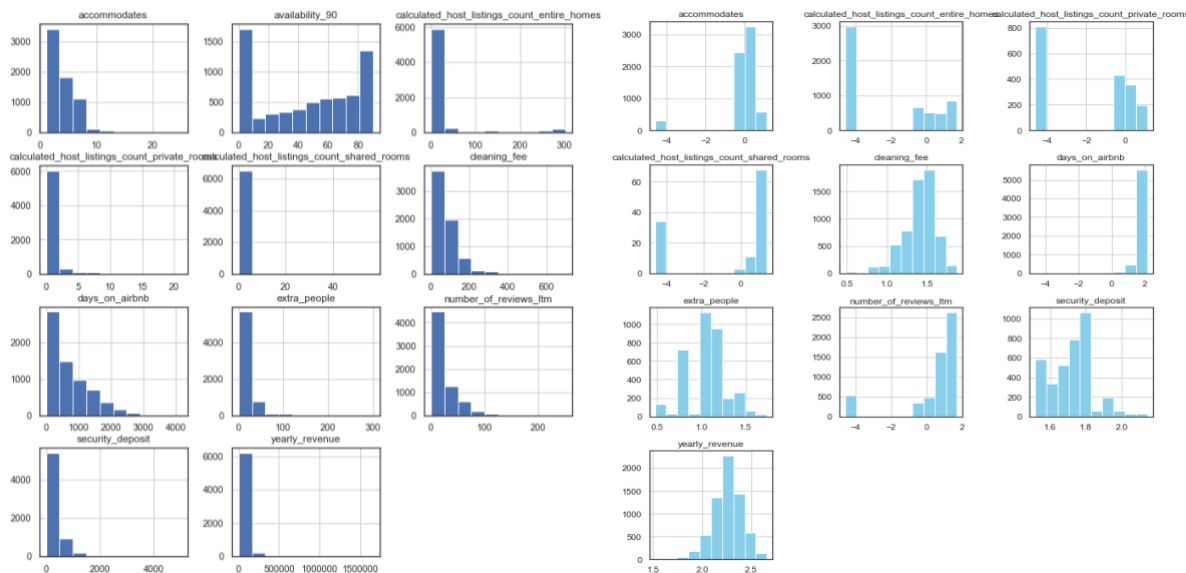 accommodates
3000
2000
1000
0
0 10 20
availability_90
1500
1000
500
0
0 20 40 60 80
calculated_host_listings_count_entire_homes
6000
4000
2000
0
0 100 200 300
calculated_host_listings_count_private_rooms
6000
4000
2000
0
0 5 10 15 20
calculated_host_listings_count_shared_rooms
6000
4000
2000
0
0 20 40
cleaning_fee
3000
2000
1000
0
0 200 400 600
days_on_airbnb
2000
1000
0
0 1000 2000 3000 4000
extra_people
4000
2000
0
0 100 200 300
number_of_reviews_ltm
4000
3000
2000
1000
0
0 100 200
security_deposit
4000
2000
0
0 2000 4000
yearly_revenue
6000
4000
2000
0
0 500000 1000000 1500000
accommodates
3000
2000
1000
0
−4 −2 0
calculated_host_listings_count_entire_homes
3000
2000
1000
0
−4 −2 0 2
calculated_host_listings_count_private_rooms
800
600
400
200
0
−4 −2 0
calculated_host_listings_count_shared_rooms
60
40
20
0
−4 −2 0
cleaning_fee
1500
1000
500
0
0.5 1.0 1.5
days_on_airbnb
5000
4000
3000
2000
1000
0
−4 −2 0 2
extra_people
1000
800
600
400
200
0
0.5 1.0 1.5
number_of_reviews_ltm
2500
2000
1500
1000
500
0
−4 −2 0 2
security_deposit
1000
800
600
400
200
0
1.6 1.8 2.0
yearly_revenue
2000
1500
1000
500
0
1.5 2.0 2.5